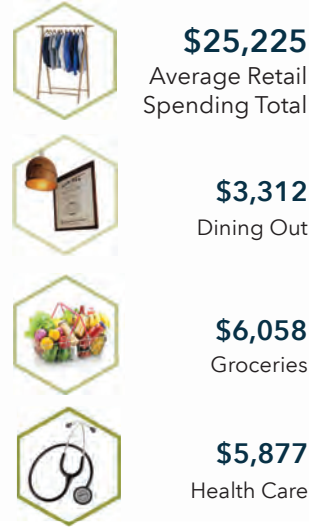 $25,225
Average Retail
Spending Total
$3,312
Dining Out
$6,058
Groceries
$5,877
Health Care